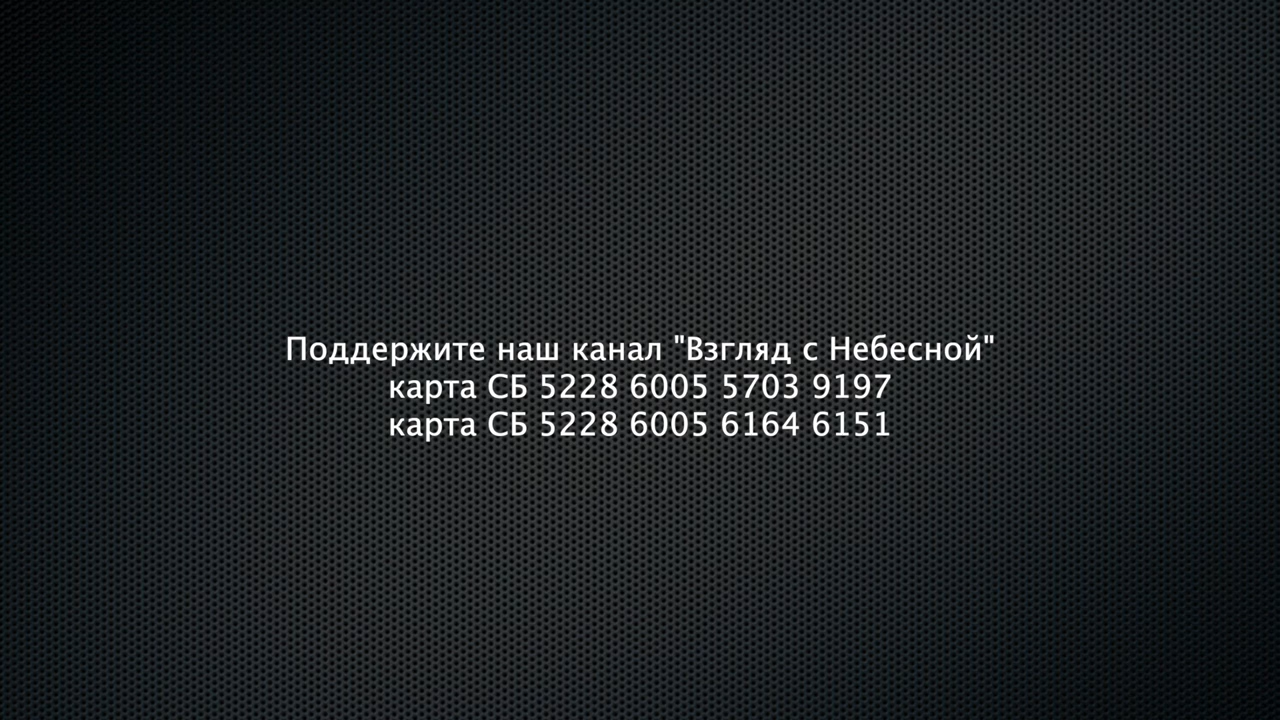 Поддержите наш канал "Взгляд с Небесной"
карта СБ 5228 6005 5703 9197
карта СБ 5228 6005 6164 6151